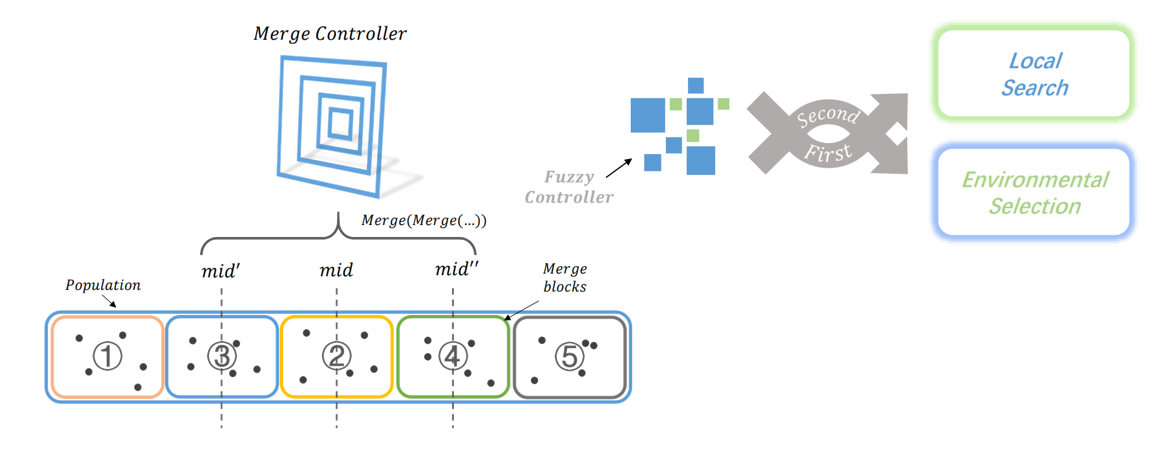 Merge Controller
Local
Search
Second
First
Fuzzy
Controller
Environmental
Selection
Merge(Merge(…))
mid′
mid
mid′′
Merge
blocks
Population
① ③ ② ④ ⑤